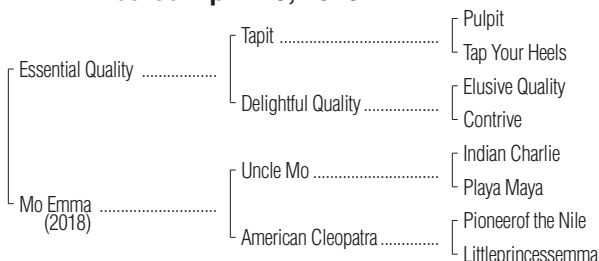 Pulpit
Tapit
Tap Your Heels
Essential Quality
Elusive Quality
Delightful Quality
Contrive
Indian Charlie
Uncle Mo
Playa Maya
Mo Emma
(2018)
Pioneerof the Nile
American Cleopatra
Littleprincessemma